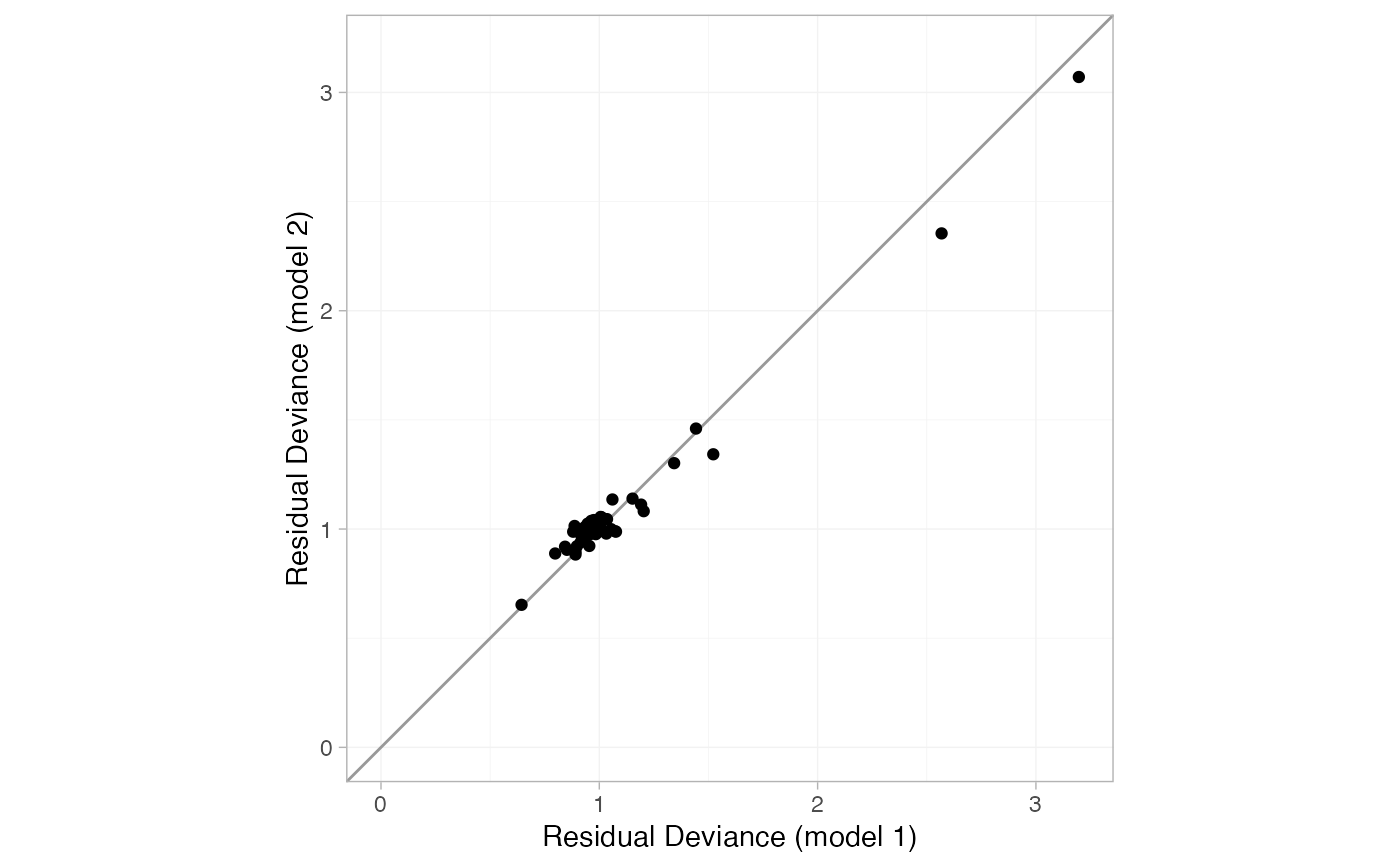 Residual Deviance (model 2)
3
2
1
0
0 1 2 3
Residual Deviance (model 1)